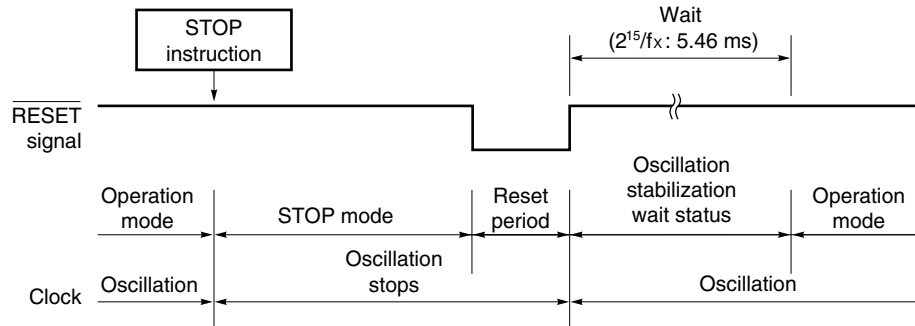 STOP
instruction
Wait
(2¹⁵/fx : 5.46 ms)
RESET
signal
Operation
mode
STOP mode
Reset
period
Oscillation
stabilization
wait status
Operation
mode
Clock
Oscillation
Oscillation
stops
Oscillation